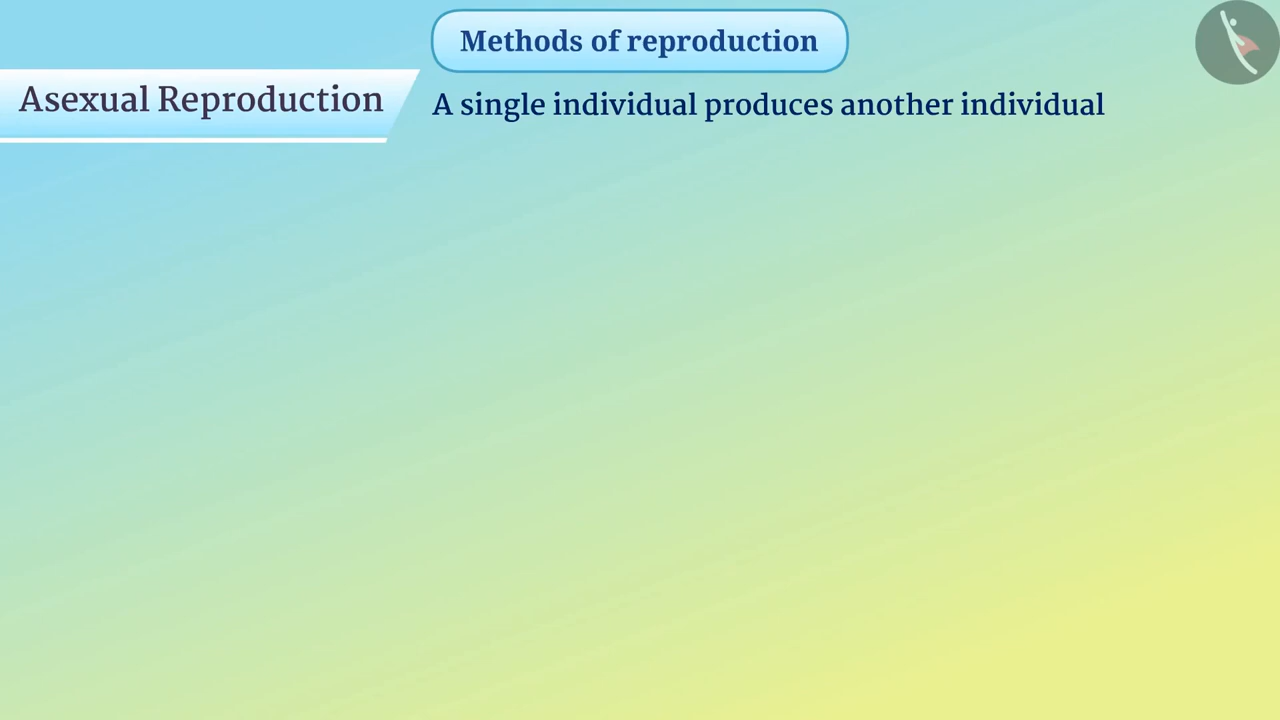 Methods of reproduction
Asexual Reproduction
A single individual produces another individual